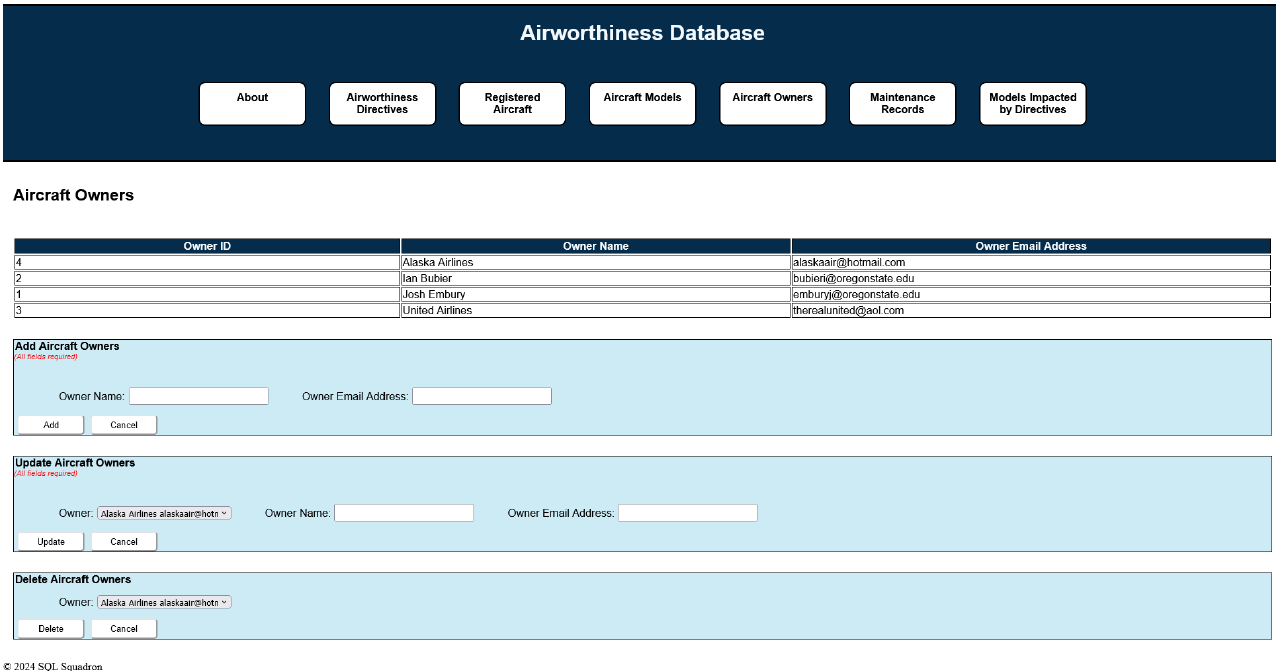 Airworthiness Database
About
Airworthiness
Directives
Registered
Aircraft
Aircraft Models
Aircraft Owners
Maintenance
Records
Models Impacted
by Directives
Aircraft Owners
Owner ID Owner Name Owner Email Address
4 Alaska Airlines alaskaair@hotmail.com
2 Ian Bubier bubieri@oregonstate.edu
1 Josh Embury emburyj@oregonstate.edu
3 United Airlines therealunited@aol.com
Add Aircraft Owners
(All fields required)
Owner Name: Owner Email Address:
Add Cancel
Update Aircraft Owners
(All fields required)
Owner: Alaska Airlines alaskaair@hotn Owner Name: Owner Email Address:
Update Cancel
Delete Aircraft Owners
Owner: Alaska Airlines alaskaair@hotn
Delete Cancel
© 2024 SQL Squadron